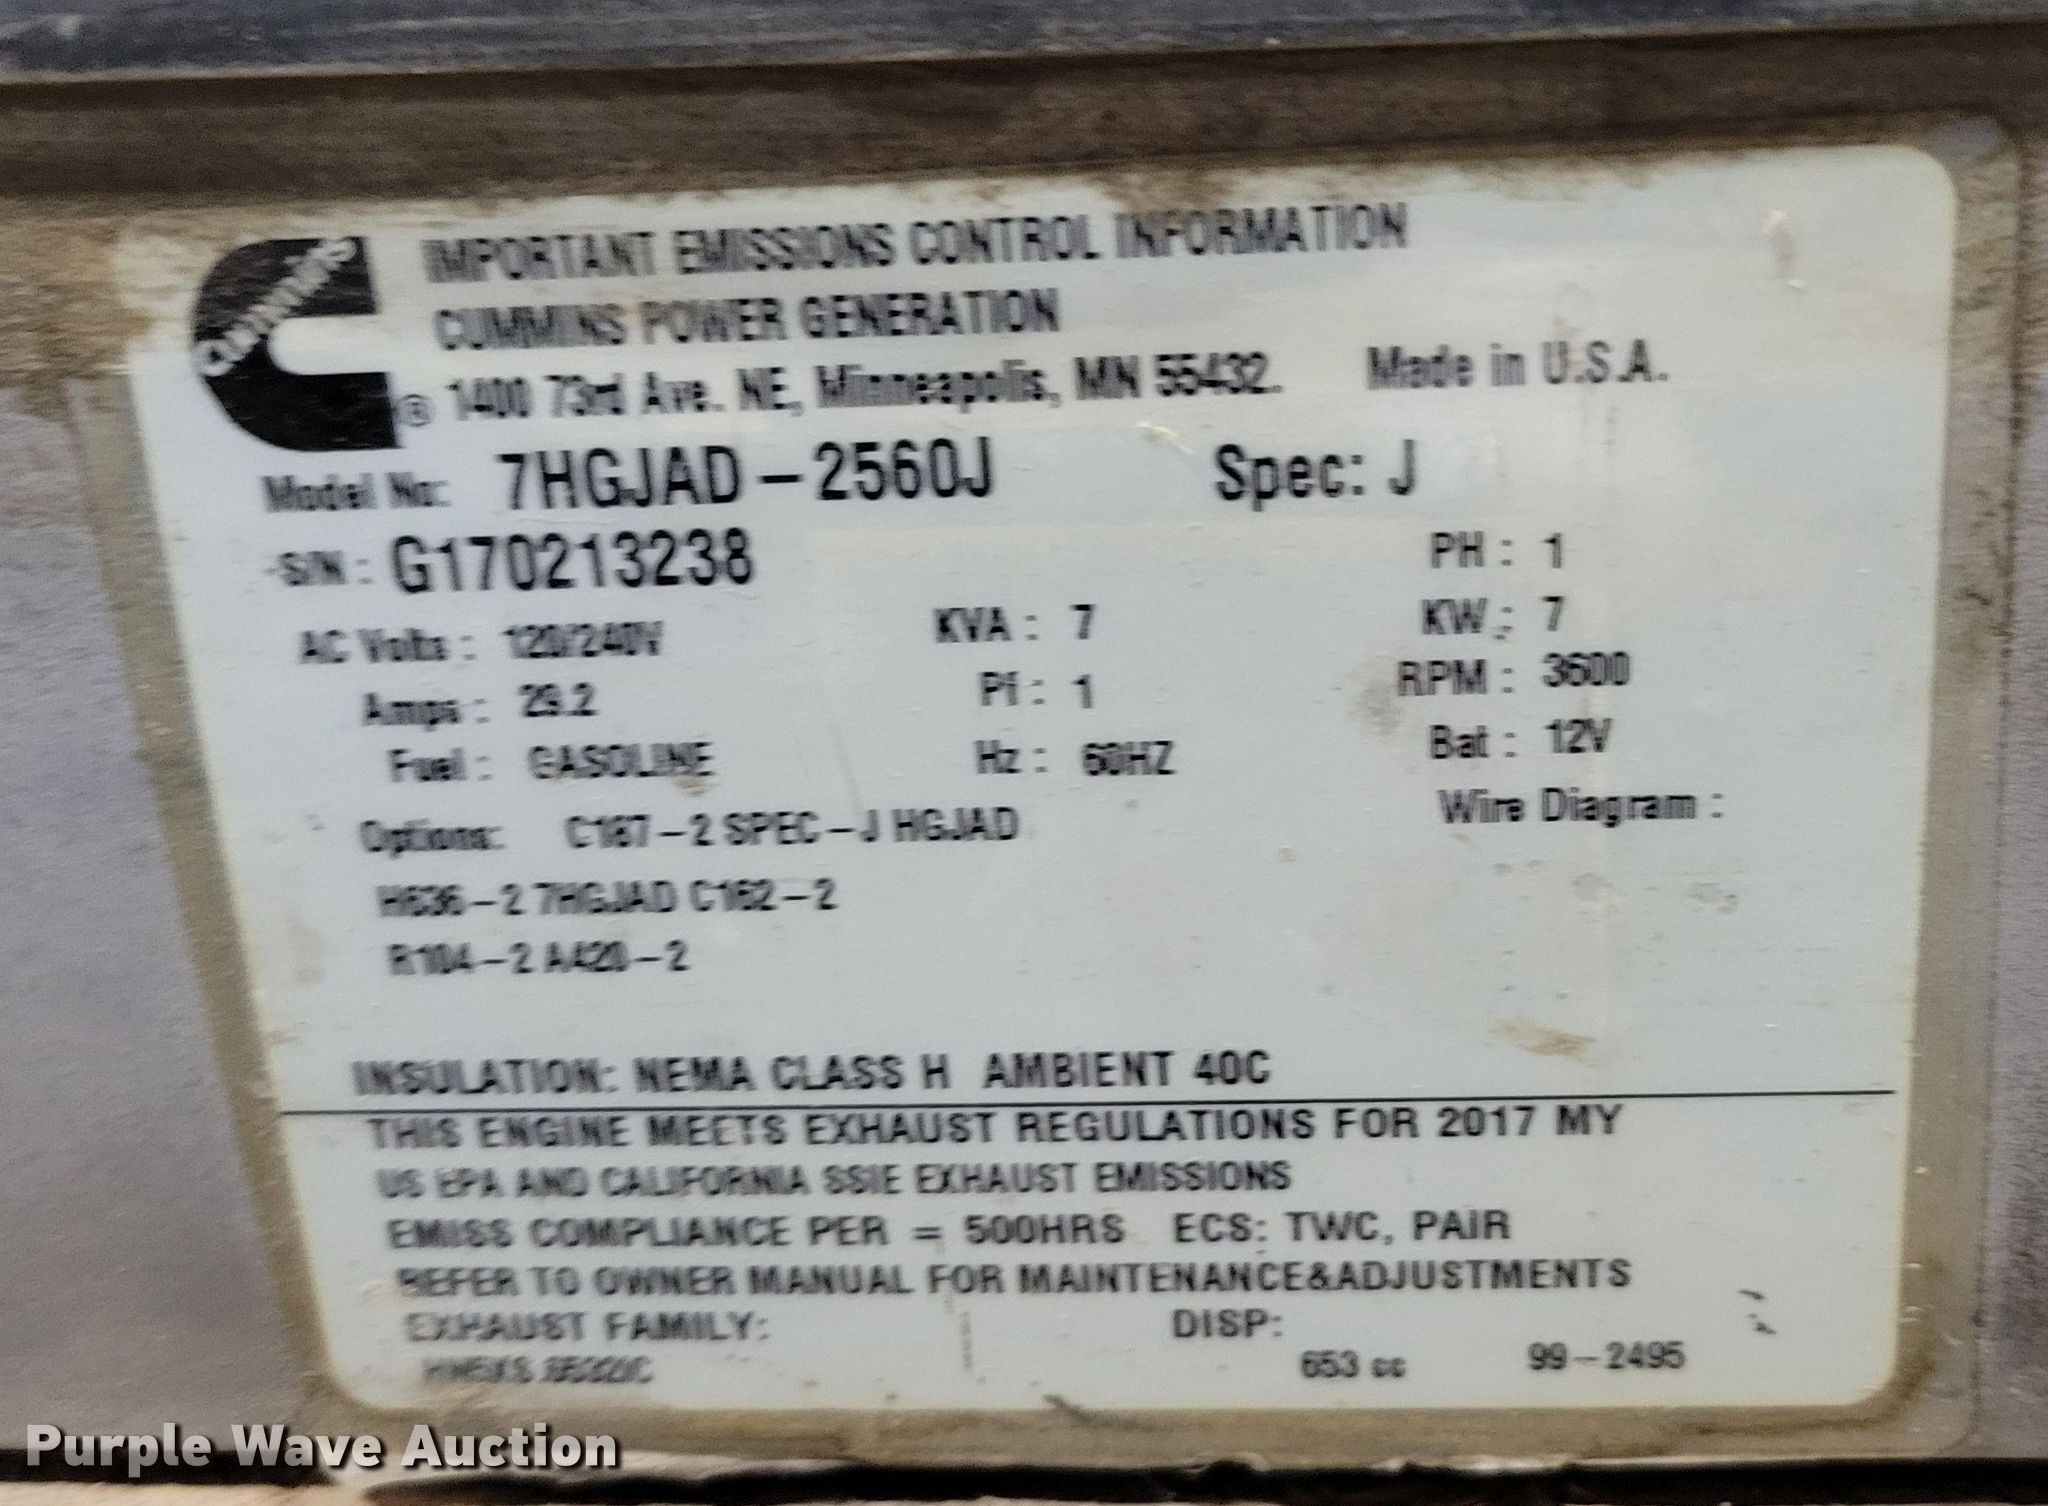 Cummins
IMPORTANT EMISSIONS CONTROL INFORMATION
CUMMINS POWER GENERATION
® 1400 73rd Ave. NE, Minneapolis, MN 55432. Made in U.S.A.
Model No: 7HGJAD-2560J Spec: J
S/N: G170213238 PH: 1
AC Volts: 120/240V KVA: 7 KW: 7
Amps: 29.2 Pf: 1 RPM: 3600
Fuel: GASOLINE Hz: 60HZ Bat: 12V
Options: C187-2 SPEC-J HGJAD Wire Diagram:
H636-2 7HGJAD C162-2
R104-2 A420-2
INSULATION: NEMA CLASS H AMBIENT 40C
THIS ENGINE MEETS EXHAUST REGULATIONS FOR 2017 MY
US EPA AND CALIFORNIA SSIE EXHAUST EMISSIONS
EMISS COMPLIANCE PER = 500HRS ECS: TWC, PAIR
REFER TO OWNER MANUAL FOR MAINTENANCE&ADJUSTMENTS
EXHAUST FAMILY: DISP:
653 cc 99-2495
Purple Wave Auction